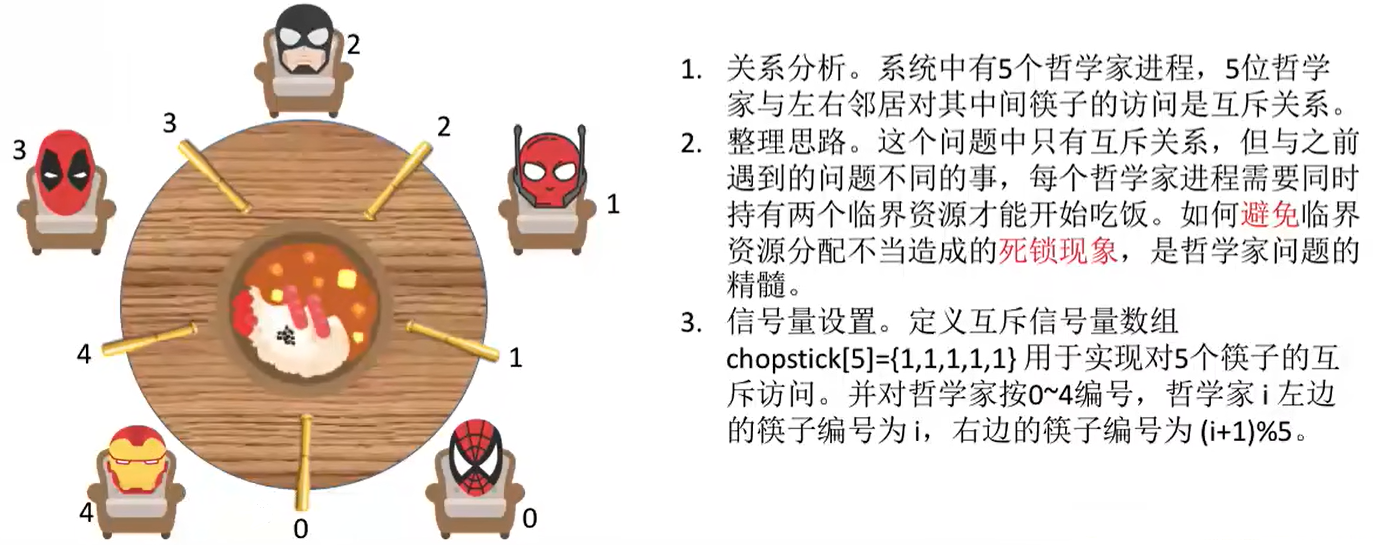 2
3
2
3
1
4
1
4
0
0
1. 关系分析。系统中有5个哲学家进程，5位哲学
家与左右邻居对其中间筷子的访问是互斥关系。
2. 整理思路。这个问题中只有互斥关系，但与之前
遇到的问题不同的事，每个哲学家进程需要同时
持有两个临界资源才能开始吃饭。如何避免临界
资源分配不当造成的死锁现象，是哲学家问题的
精髓。
3. 信号量设置。定义互斥信号量数组
chopstick[5]={1,1,1,1,1} 用于实现对5个筷子的互
斥访问。并对哲学家按0~4编号，哲学家 i 左边
的筷子编号为 i，右边的筷子编号为 (i+1)%5。